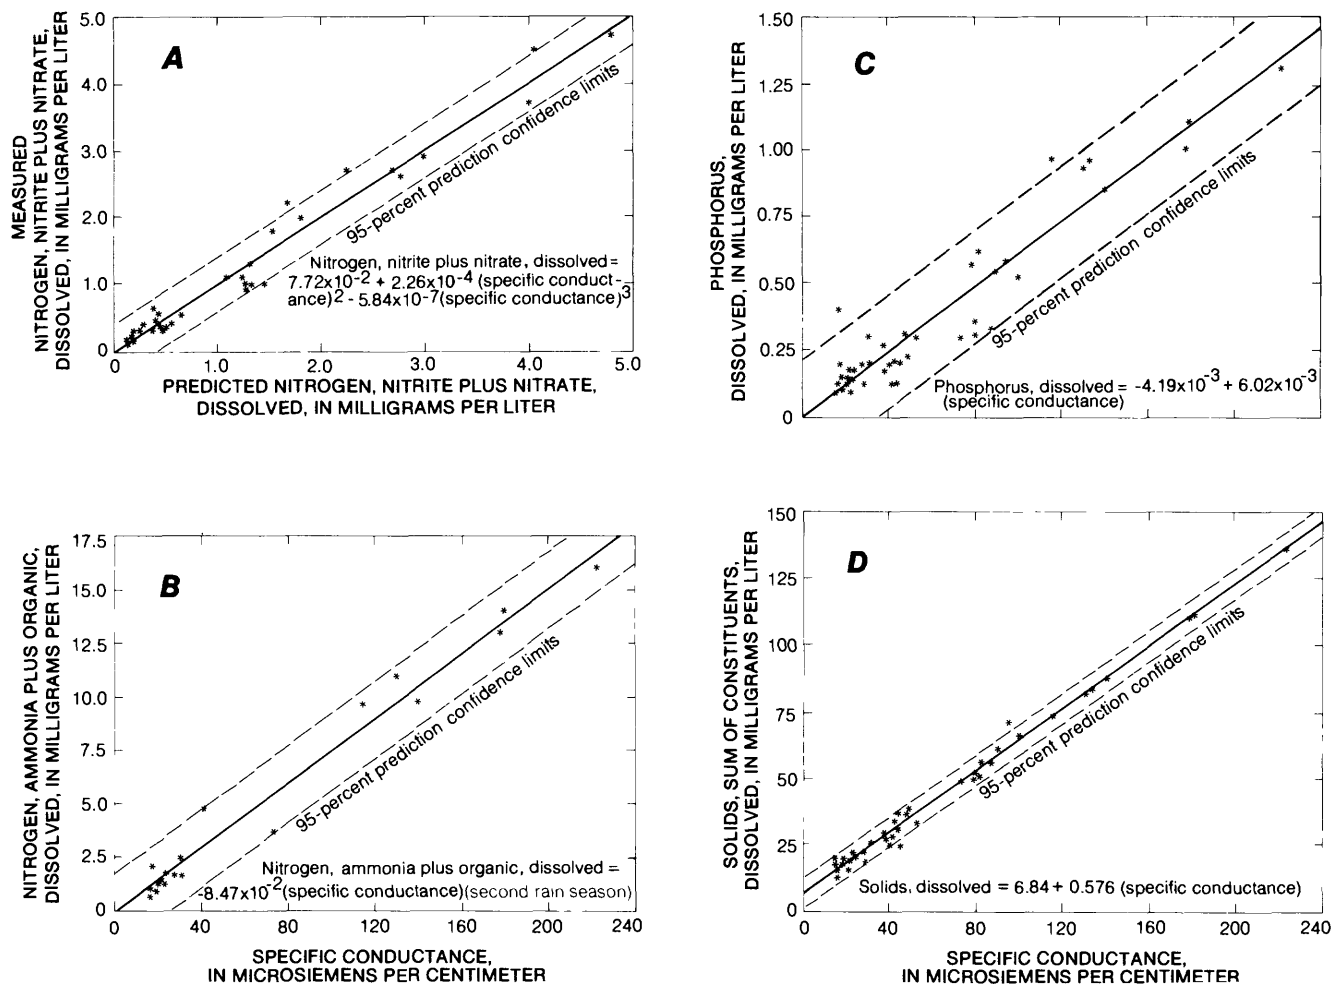 A
MEASURED
NITROGEN, NITRITE PLUS NITRATE,
DISSOLVED, IN MILLIGRAMS PER LITER
5.0
4.0
3.0
2.0
1.0
0
95-percent prediction confidence limits
Nitrogen, nitrite plus nitrate, dissolved =
7.72x10-2 + 2.26x10-4 (specific conduct-
ance)2 - 5.84x10-7(specific conductance)3
0 1.0 2.0 3.0 4.0 5.0
PREDICTED NITROGEN, NITRITE PLUS NITRATE,
DISSOLVED, IN MILLIGRAMS PER LITER
C
PHOSPHORUS,
DISSOLVED, IN MILLIGRAMS PER LITER
1.50
1.25
1.00
0.75
0.50
0.25
0
95-percent prediction confidence limits
Phosphorus, dissolved = -4.19x10-3 + 6.02x10-3
(specific conductance)
B
NITROGEN, AMMONIA PLUS ORGANIC,
DISSOLVED, IN MILLIGRAMS PER LITER
17.5
15.0
12.5
10.0
7.5
5.0
2.5
0
95-percent prediction confidence limits
Nitrogen, ammonia plus organic, dissolved =
-8.47x10-2(specific conductance)(second rain season)
0 40 80 120 160 200 240
SPECIFIC CONDUCTANCE,
IN MICROSIEMENS PER CENTIMETER
D
SOLIDS, SUM OF CONSTITUENTS,
DISSOLVED, IN MILLIGRAMS PER LITER
150
125
100
75
50
25
0
95-percent prediction confidence limits
Solids, dissolved = 6.84 + 0.576 (specific conductance)
0 40 80 120 160 200 240
SPECIFIC CONDUCTANCE,
IN MICROSIEMENS PER CENTIMETER